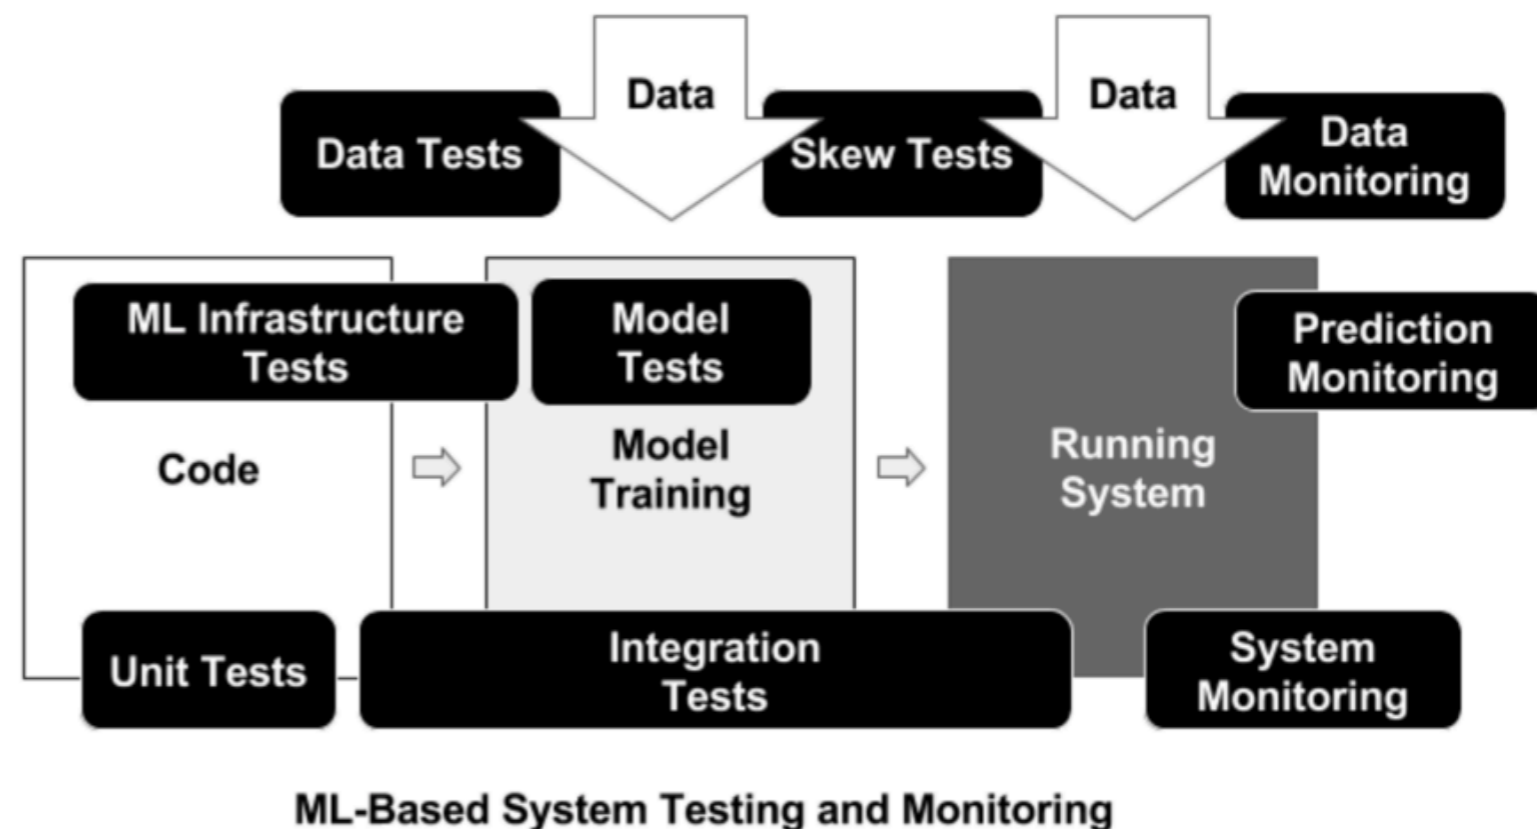 Data
Data
Data Tests
Skew Tests
Data
Monitoring
ML Infrastructure
Tests
Model
Tests
Prediction
Monitoring
Code
Model
Training
Running
System
Unit Tests
Integration
Tests
System
Monitoring
ML-Based System Testing and Monitoring